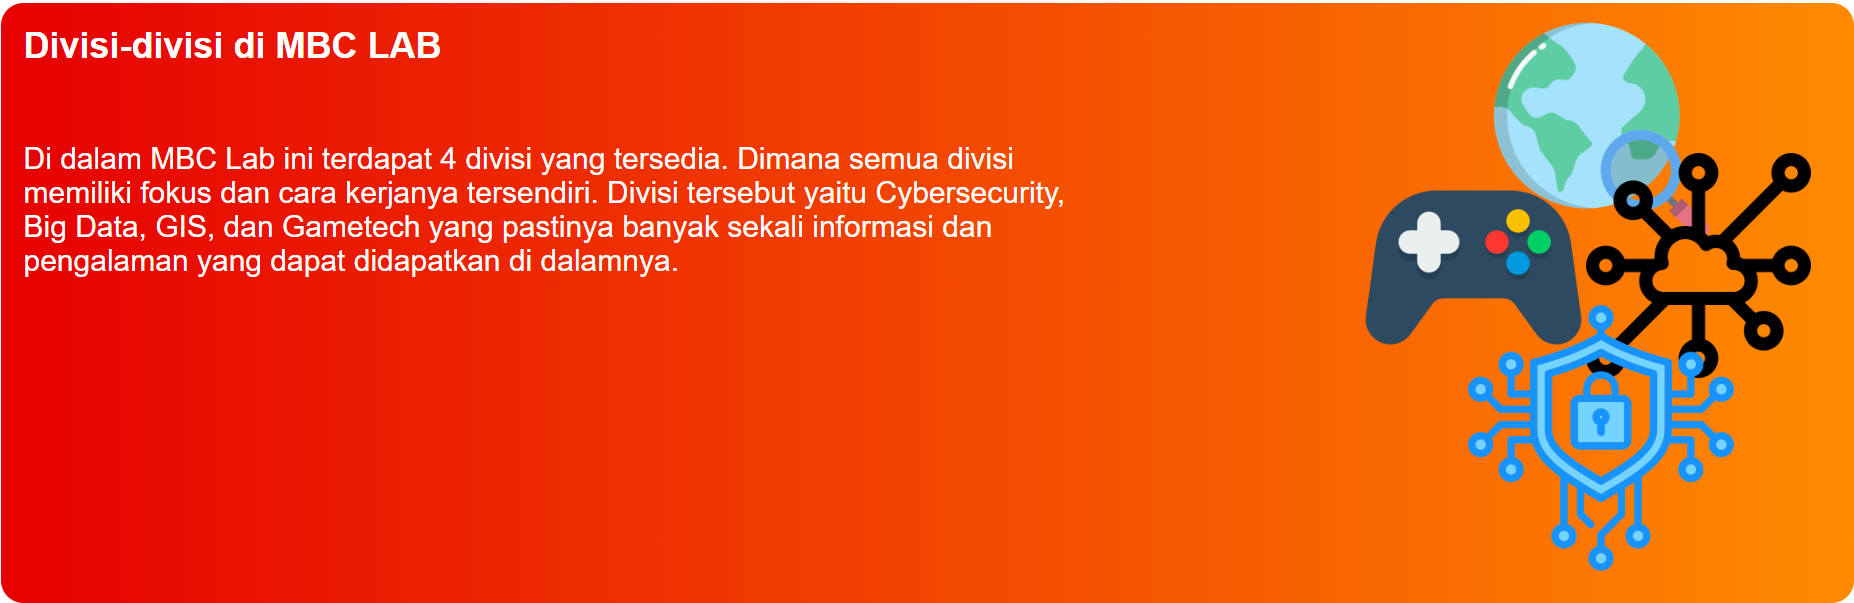 Divisi-divisi di MBC LAB
Di dalam MBC Lab ini terdapat 4 divisi yang tersedia. Dimana semua divisi
memiliki fokus dan cara kerjanya tersendiri. Divisi tersebut yaitu Cybersecurity,
Big Data, GIS, dan Gametech yang pastinya banyak sekali informasi dan
pengalaman yang dapat didapatkan di dalamnya.